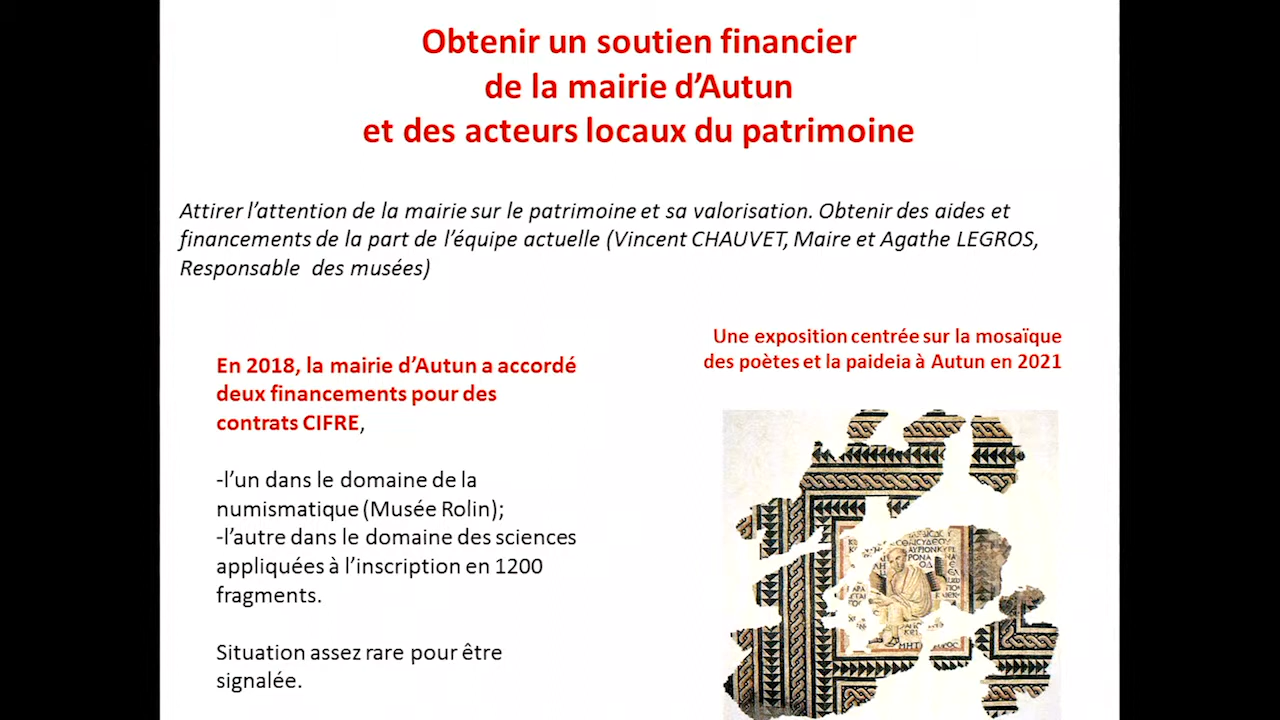 Obtenir un soutien financier
de la mairie d’Autun
et des acteurs locaux du patrimoine
Attirer l’attention de la mairie sur le patrimoine et sa valorisation. Obtenir des aides et
financements de la part de l’équipe actuelle (Vincent CHAUVET, Maire et Agathe LEGROS,
Responsable des musées)
En 2018, la mairie d’Autun a accordé
deux financements pour des
contrats CIFRE,
-l’un dans le domaine de la
numismatique (Musée Rolin);
-l’autre dans le domaine des sciences
appliquées à l’inscription en 1200
fragments.
Situation assez rare pour être
signalée.
Une exposition centrée sur la mosaïque
des poètes et la paideia à Autun en 2021